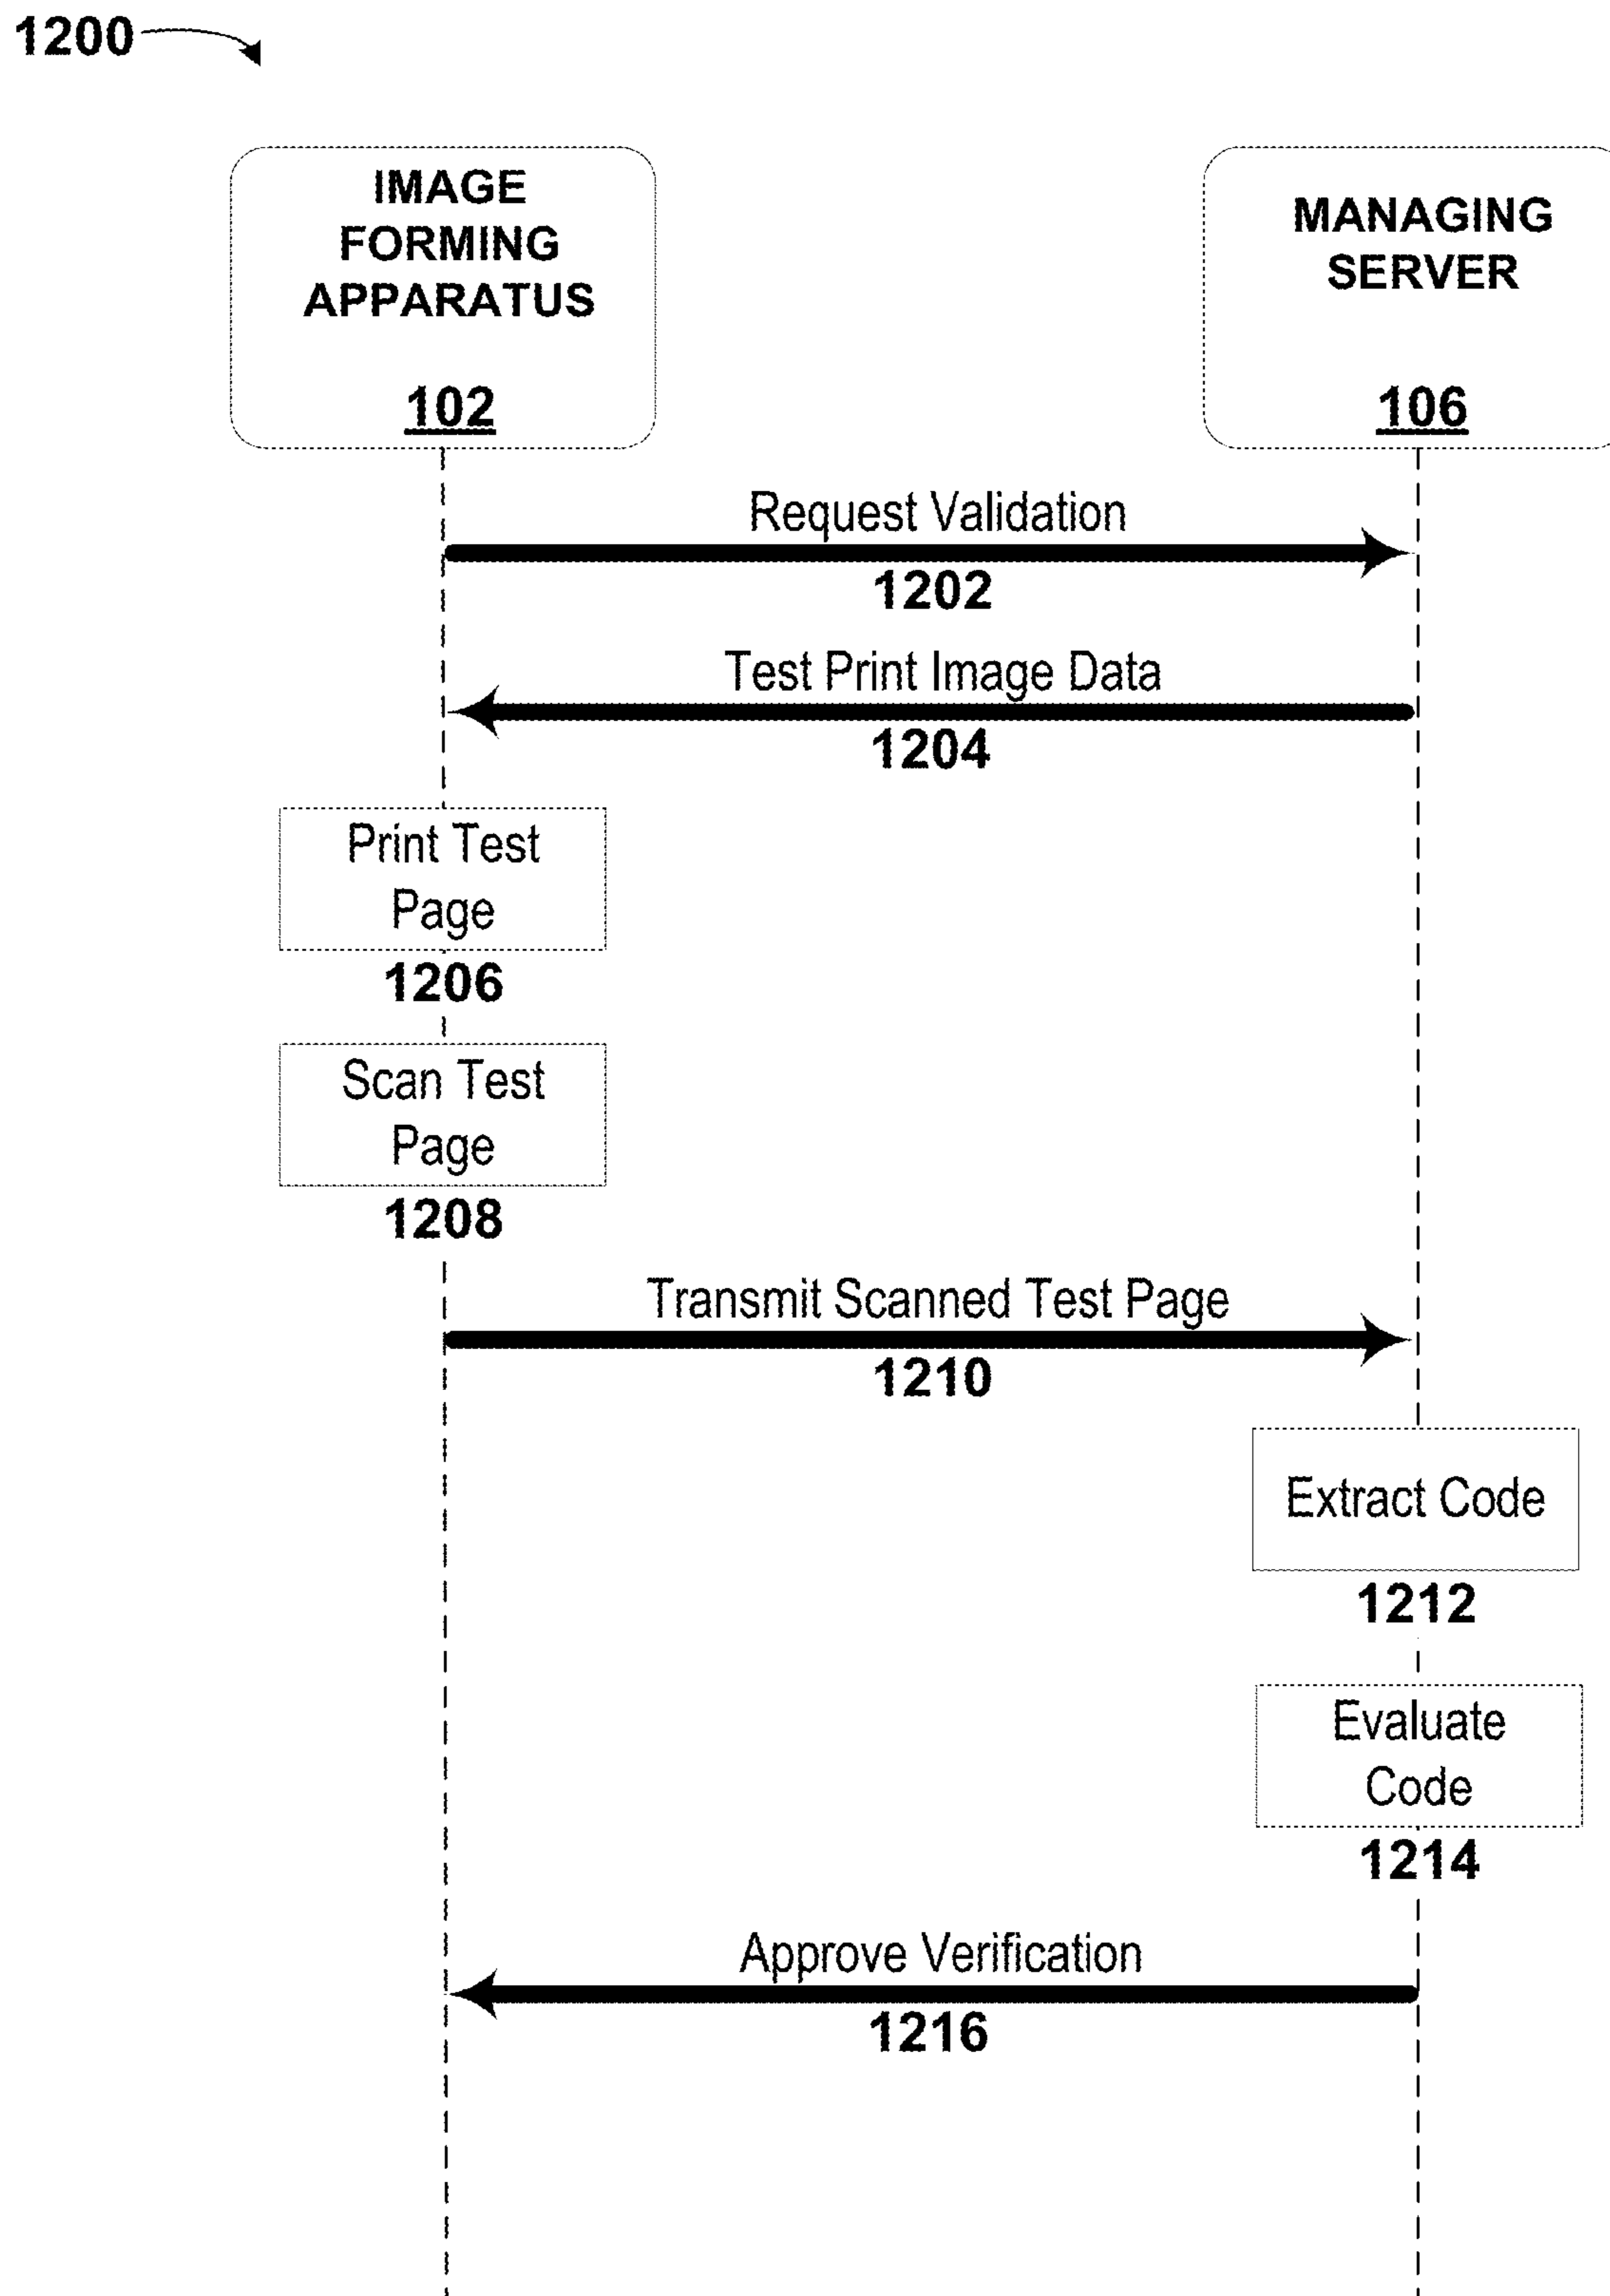 1200
IMAGE
FORMING
APPARATUS
102
MANAGING
SERVER
106
Request Validation
1202
Test Print Image Data
1204
Print Test
Page
1206
Scan Test
Page
1208
Transmit Scanned Test Page
1210
Extract Code
1212
Evaluate
Code
1214
Approve Verification
1216